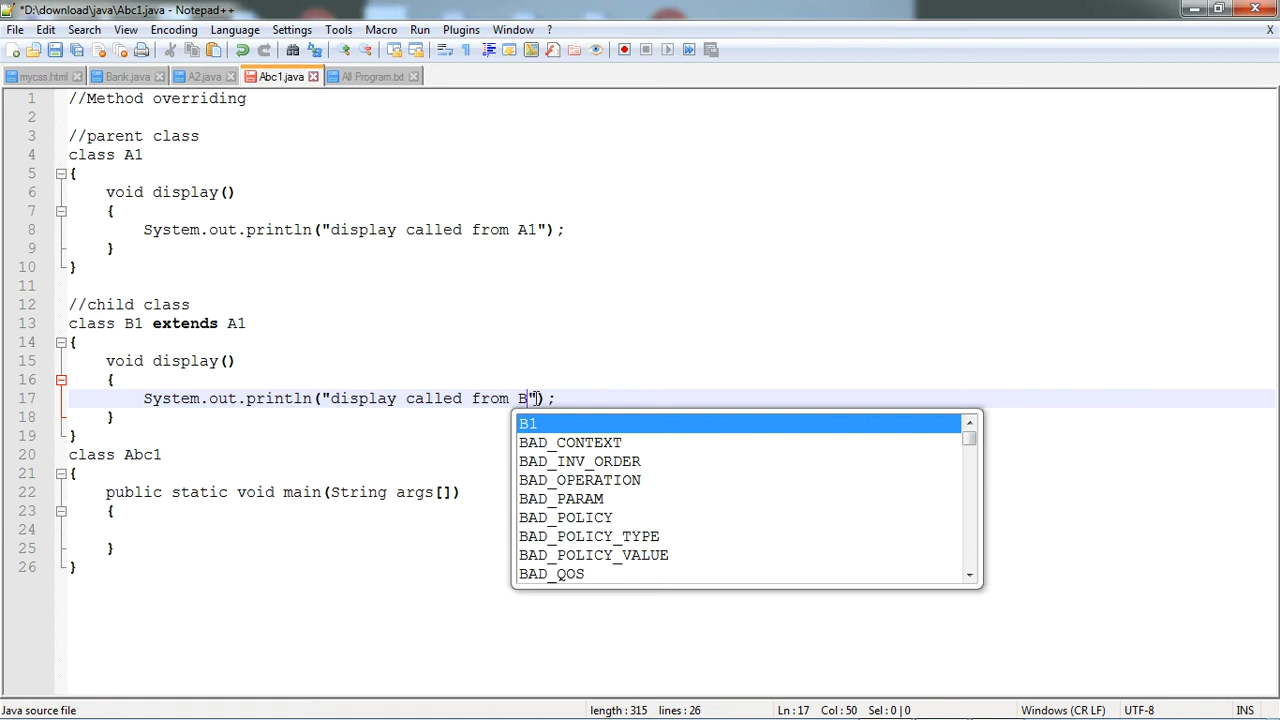 *D:\download\java\Abc1.java - Notepad++
File Edit Search View Encoding Language Settings Tools Macro Run Plugins Window ? X
mycss.html Bank.java A2.java Abc1.java All Program.txt
1 //Method overriding
2
3 //parent class
4 class A1
5 {
6 void display()
7 {
8 System.out.println("display called from A1");
9 }
10 }
11
12 //child class
13 class B1 extends A1
14 {
15 void display()
16 {
17 System.out.println("display called from B");
18 }
19 }
20 class Abc1
21 {
22 public static void main(String args[])
23 {
24
25 }
26 }
B1
BAD_CONTEXT
BAD_INV_ORDER
BAD_OPERATION
BAD_PARAM
BAD_POLICY
BAD_POLICY_TYPE
BAD_POLICY_VALUE
BAD_QOS
Java source file length : 315 lines : 26 Ln : 17 Col : 50 Sel : 0 | 0 Windows (CR LF) UTF-8 INS